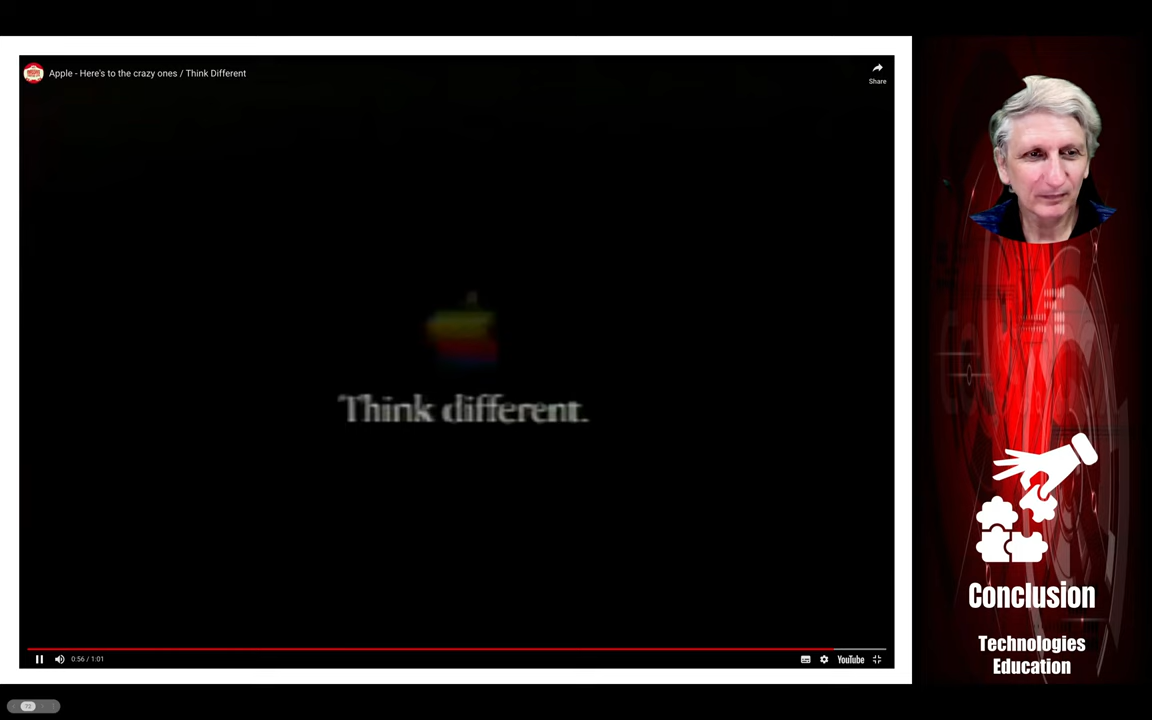 Apple - Here's to the crazy ones / Think Different
Share
Think different.
0:56 / 1:01
YouTube
Conclusion
Technologies
Education